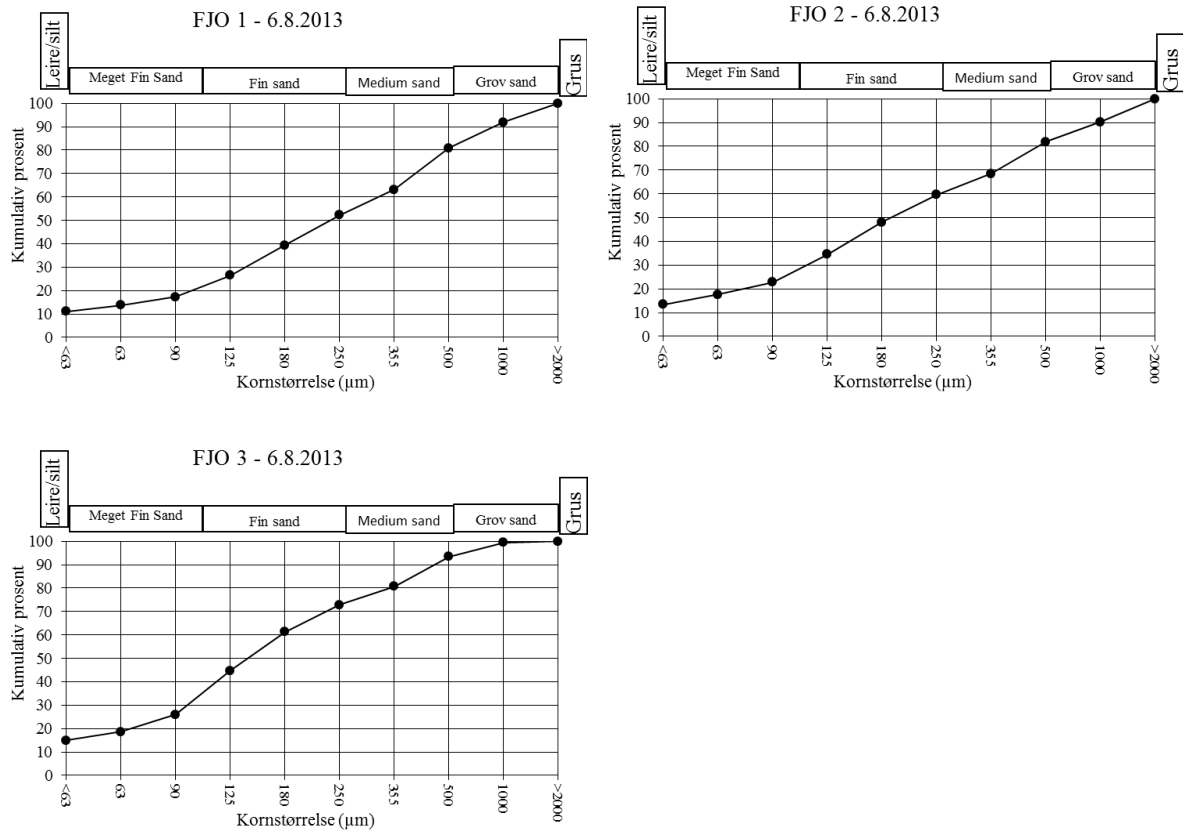 FJO 1 - 6.8.2013
Leire/silt
Meget Fin Sand
Fin sand
Medium sand
Grov sand
Grus
Kumulativ prosent
100
90
80
70
60
50
40
30
20
10
0
<63
63
90
125
180
250
355
500
1000
>2000
Kornstørrelse (µm)
FJO 2 - 6.8.2013
Leire/silt
Meget Fin Sand
Fin sand
Medium sand
Grov sand
Grus
Kumulativ prosent
100
90
80
70
60
50
40
30
20
10
0
<63
63
90
125
180
250
355
500
1000
>2000
Kornstørrelse (µm)
FJO 3 - 6.8.2013
Leire/silt
Meget Fin Sand
Fin sand
Medium sand
Grov sand
Grus
Kumulativ prosent
100
90
80
70
60
50
40
30
20
10
0
<63
63
90
125
180
250
355
500
1000
>2000
Kornstørrelse (µm)